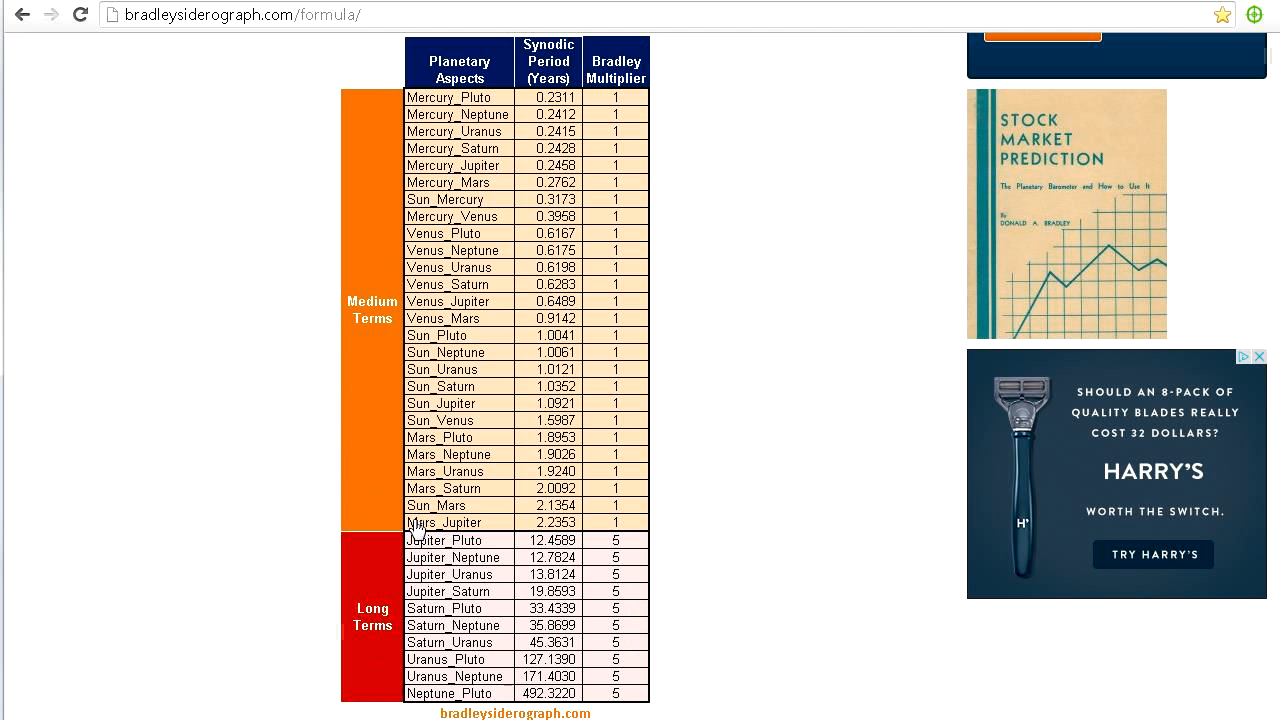 bradleysiderograph.com/formula/
Planetary Aspects Synodic Period (Years) Bradley Multiplier
Medium Terms
Mercury_Pluto 0.2311 1
Mercury_Neptune 0.2412 1
Mercury_Uranus 0.2415 1
Mercury_Saturn 0.2428 1
Mercury_Jupiter 0.2458 1
Mercury_Mars 0.2762 1
Sun_Mercury 0.3173 1
Mercury_Venus 0.3958 1
Venus_Pluto 0.6167 1
Venus_Neptune 0.6175 1
Venus_Uranus 0.6198 1
Venus_Saturn 0.6283 1
Venus_Jupiter 0.6489 1
Venus_Mars 0.9142 1
Sun_Pluto 1.0041 1
Sun_Neptune 1.0061 1
Sun_Uranus 1.0121 1
Sun_Saturn 1.0352 1
Sun_Jupiter 1.0921 1
Sun_Venus 1.5987 1
Mars_Pluto 1.8953 1
Mars_Neptune 1.9026 1
Mars_Uranus 1.9240 1
Mars_Saturn 2.0092 1
Sun_Mars 2.1354 1
Mars_Jupiter 2.2353 1
Long Terms
Jupiter_Pluto 12.4589 5
Jupiter_Neptune 12.7824 5
Jupiter_Uranus 13.8124 5
Jupiter_Saturn 19.8593 5
Saturn_Pluto 33.4339 5
Saturn_Neptune 35.8699 5
Saturn_Uranus 45.3631 5
Uranus_Pluto 127.1390 5
Uranus_Neptune 171.4030 5
Neptune_Pluto 492.3220 5
bradleysiderograph.com
STOCK
MARKET
PREDICTION
The Planetary Barometer and How to Use It
By
DONALD A. BRADLEY
SHOULD AN 8-PACK OF
QUALITY BLADES REALLY
COST 32 DOLLARS?
HARRY'S
WORTH THE SWITCH.
TRY HARRY'S
H'